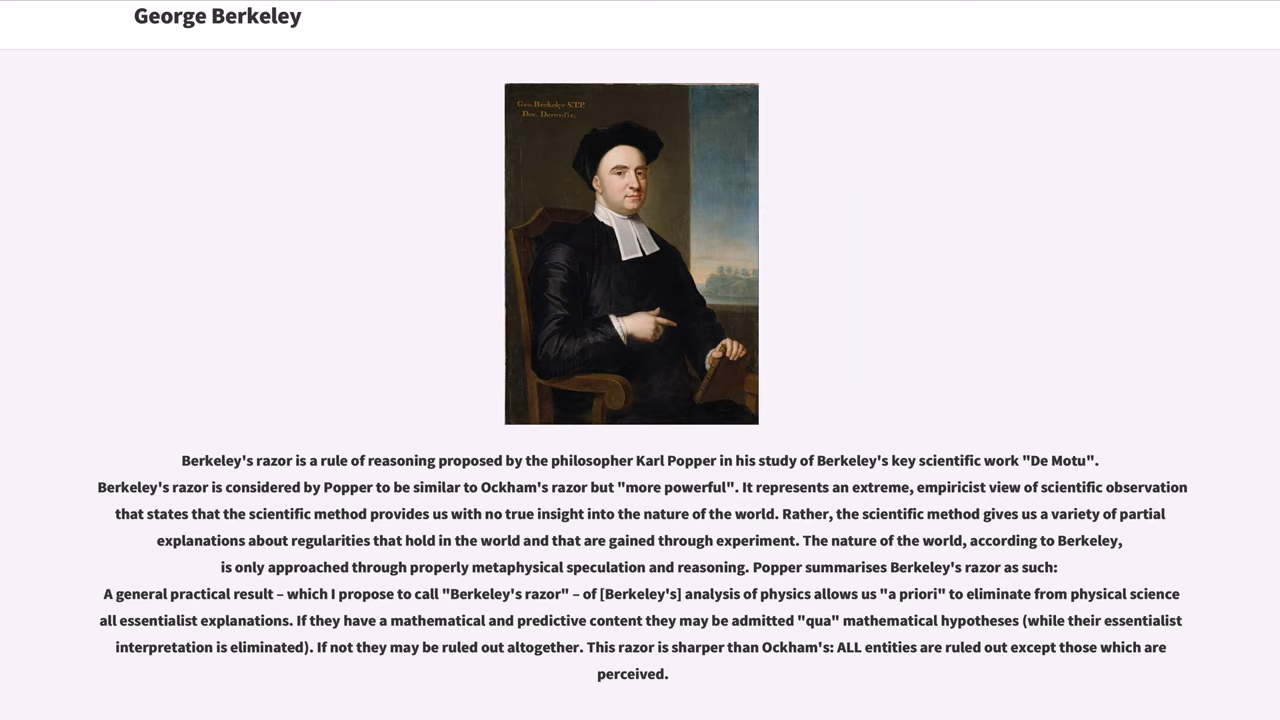 George Berkeley
Geo. Berkeley S.T.P.
Berkeley's razor is a rule of reasoning proposed by the philosopher Karl Popper in his study of Berkeley's key scientific work "De Motu".
Berkeley's razor is considered by Popper to be similar to Ockham's razor but "more powerful". It represents an extreme, empiricist view of scientific observation
that states that the scientific method provides us with no true insight into the nature of the world. Rather, the scientific method gives us a variety of partial
explanations about regularities that hold in the world and that are gained through experiment. The nature of the world, according to Berkeley,
is only approached through properly metaphysical speculation and reasoning. Popper summarises Berkeley's razor as such:
A general practical result – which I propose to call "Berkeley's razor" – of [Berkeley's] analysis of physics allows us "a priori" to eliminate from physical science
all essentialist explanations. If they have a mathematical and predictive content they may be admitted "qua" mathematical hypotheses (while their essentialist
interpretation is eliminated). If not they may be ruled out altogether. This razor is sharper than Ockham's: ALL entities are ruled out except those which are
perceived.